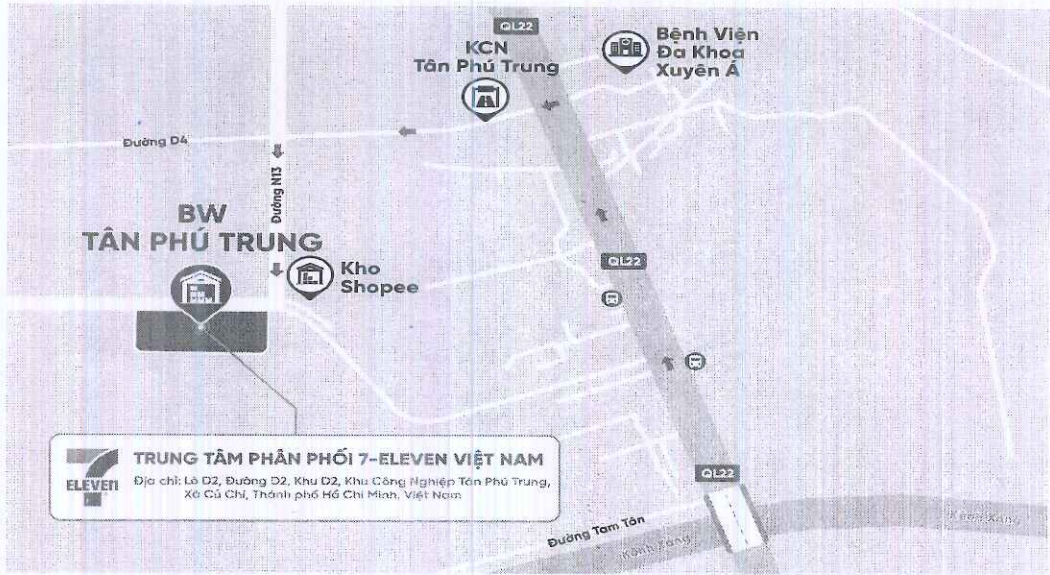 QL22
KCN
Tân Phú Trung
Bệnh Viện
Đa Khoa
Xuyên Á
Đường D4
Đường N13
BW
TÂN PHÚ TRUNG
Kho
Shopee
QL22
7
ELEVEN
TRUNG TÂM PHÂN PHỐI 7-ELEVEN VIỆT NAM
Địa chỉ: Lô D2, Đường D2, Khu D2, Khu Công Nghiệp Tân Phú Trung,
Xã Củ Chi, Thành phố Hồ Chí Minh, Việt Nam
QL22
Đường Tam Tân
Kênh Xáng
Kênh Xáng